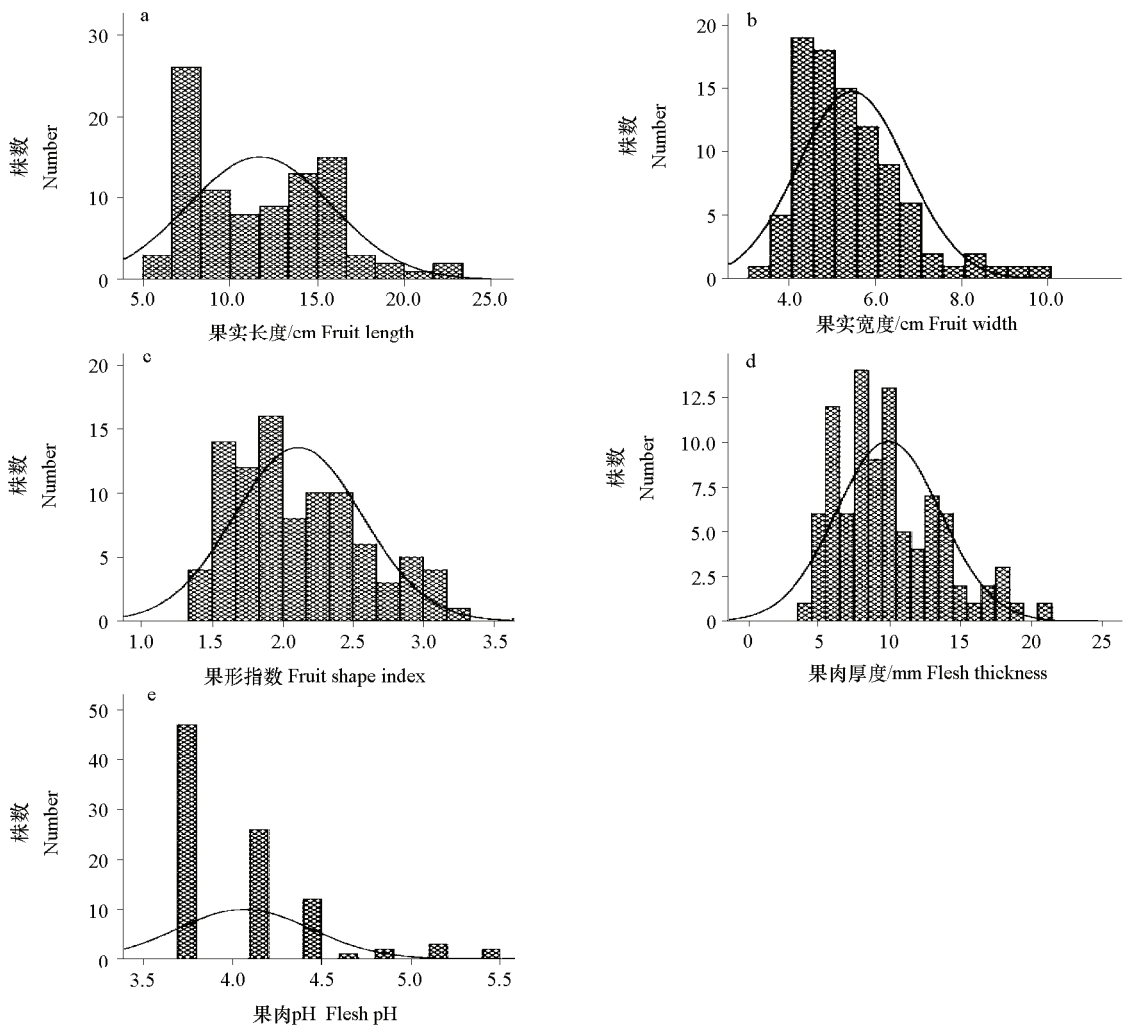 a
30
20
10
0
株数
Number
5.0 10.0 15.0 20.0 25.0
果实长度/cm Fruit length
b
20
15
10
5
0
株数
Number
4.0 6.0 8.0 10.0
果实宽度/cm Fruit width
c
20
15
10
5
0
株数
Number
1.0 1.5 2.0 2.5 3.0 3.5
果形指数 Fruit shape index
d
12.5
10.0
7.5
5.0
2.5
0
株数
Number
0 5 10 15 20 25
果肉厚度/mm Flesh thickness
e
50
40
30
20
10
0
株数
Number
3.5 4.0 4.5 5.0 5.5
果肉pH Flesh pH